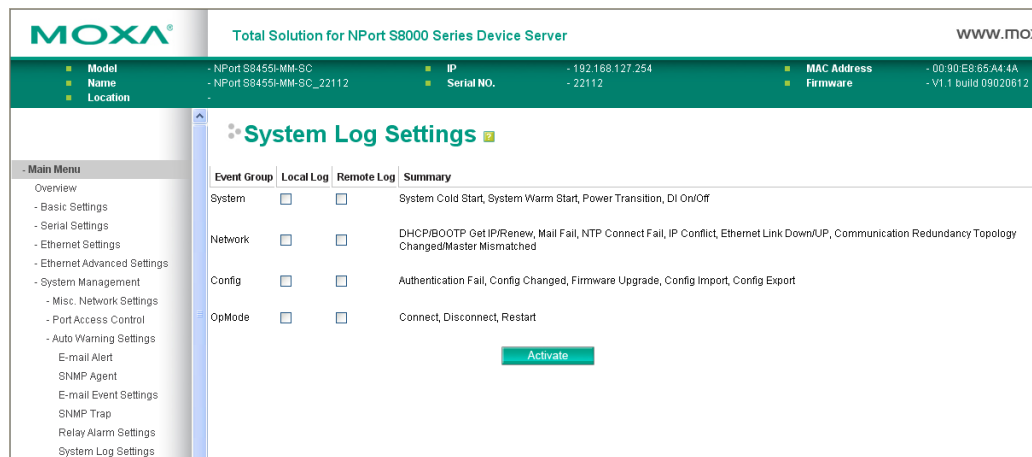 MOXA®
Total Solution for NPort S8000 Series Device Server
www.mo
Model - NPort S8455I-MM-SC IP - 192.168.127.254 MAC Address - 00:90:E8:65:A4:4A
Name - NPort S8455I-MM-SC_22112 Serial NO. - 22112 Firmware - V1.1 build 09020612
Location -
- Main Menu
Overview
- Basic Settings
- Serial Settings
- Ethernet Settings
- Ethernet Advanced Settings
- System Management
- Misc. Network Settings
- Port Access Control
- Auto Warning Settings
E-mail Alert
SNMP Agent
E-mail Event Settings
SNMP Trap
Relay Alarm Settings
System Log Settings
System Log Settings
Event Group Local Log Remote Log Summary
System System Cold Start, System Warm Start, Power Transition, DI On/Off
Network DHCP/BOOTP Get IP/Renew, Mail Fail, NTP Connect Fail, IP Conflict, Ethernet Link Down/UP, Communication Redundancy Topology
Changed/Master Mismatched
Config Authentication Fail, Config Changed, Firmware Upgrade, Config Import, Config Export
OpMode Connect, Disconnect, Restart
Activate